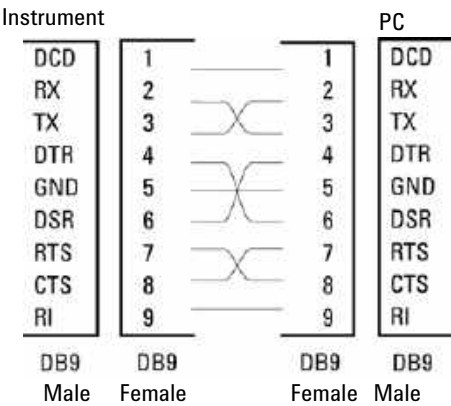 Instrument PC
DCD 1 1 DCD
RX 2 2 RX
TX 3 3 TX
DTR 4 4 DTR
GND 5 5 GND
DSR 6 6 DSR
RTS 7 7 RTS
CTS 8 8 CTS
RI 9 9 RI
DB9 DB9 DB9 DB9
Male Female Female Male